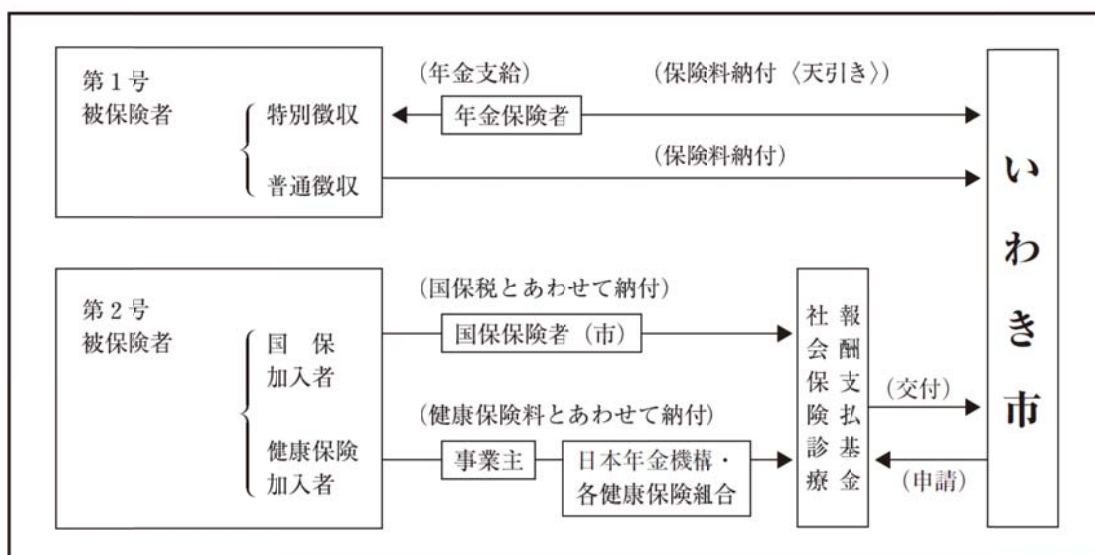 第1号
被保険者
特別徴収
普通徴収
(年金支給)
年金保険者
(保険料納付〈天引き〉)
(保険料納付)
第2号
被保険者
国保
加入者
健康保険
加入者
(国保税とあわせて納付)
国保保険者(市)
(健康保険料とあわせて納付)
事業主
日本年金機構・
各健康保険組合
社会保険診療
報酬支払基金
(交付)
(申請)
いわき市